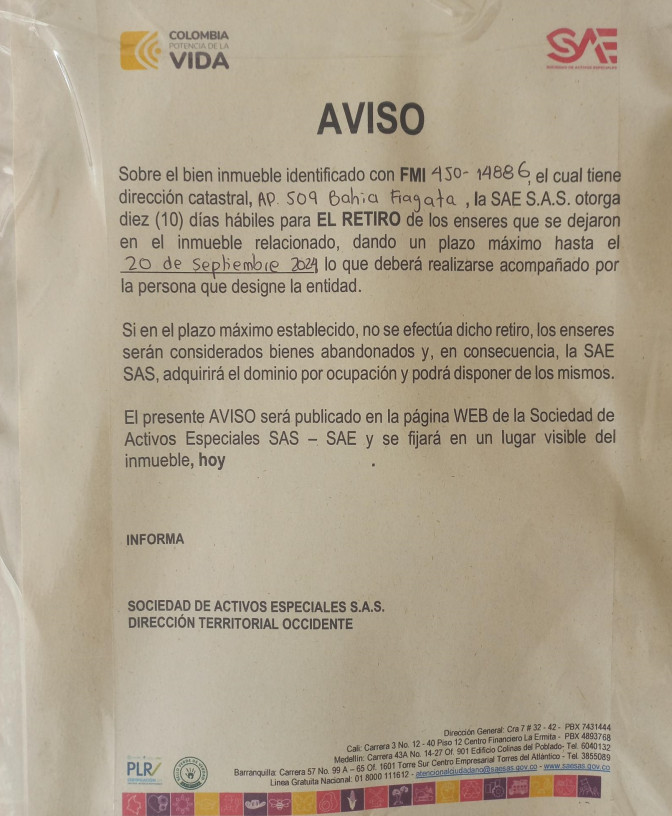 COLOMBIA
POTENCIA DE LA
VIDA
SAE
SOCIEDAD DE ACTIVOS ESPECIALES
AVISO
Sobre el bien inmueble identificado con FMI 450-14886, el cual tiene
dirección catastral, AP. 509 Bahia Fragata, la SAE S.A.S. otorga
diez (10) días hábiles para EL RETIRO de los enseres que se dejaron
en el inmueble relacionado, dando un plazo máximo hasta el
20 de Septiembre 2024 lo que deberá realizarse acompañado por
la persona que designe la entidad.
Si en el plazo máximo establecido, no se efectúa dicho retiro, los enseres
serán considerados bienes abandonados y, en consecuencia, la SAE
SAS, adquirirá el dominio por ocupación y podrá disponer de los mismos.
El presente AVISO será publicado en la página WEB de la Sociedad de
Activos Especiales SAS – SAE y se fijará en un lugar visible del
inmueble, hoy .
INFORMA
SOCIEDAD DE ACTIVOS ESPECIALES S.A.S.
DIRECCIÓN TERRITORIAL OCCIDENTE
Dirección General: Cra 7 # 32 - 42 - PBX 7431444
Cali: Carrera 3 No. 12 - 40 Piso 12 Centro Financiero La Ermita - PBX 4893768
Medellín: Carrera 43A No. 14-27 Of. 901 Edificio Colinas del Poblado- Tel. 6040132
Barranquilla: Carrera 57 No. 99 A – 65 Of. 1601 Torre Sur Centro Empresarial Torres del Atlántico - Tel. 3855089
Línea Gratuita Nacional: 01 8000 111612 - atencionalciudadano@saesas.gov.co - www.saesas.gov.co
PLR